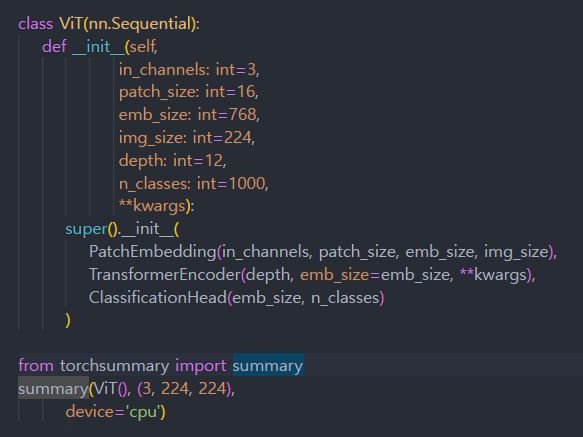 class ViT(nn.Sequential):
    def __init__(self,
                in_channels: int=3,
                patch_size: int=16,
                emb_size: int=768,
                img_size: int=224,
                depth: int=12,
                n_classes: int=1000,
                **kwargs):
        super().__init__(
            PatchEmbedding(in_channels, patch_size, emb_size, img_size),
            TransformerEncoder(depth, emb_size=emb_size, **kwargs),
            ClassificationHead(emb_size, n_classes)
        )

from torchsummary import summary
summary(ViT(), (3, 224, 224),
        device='cpu')